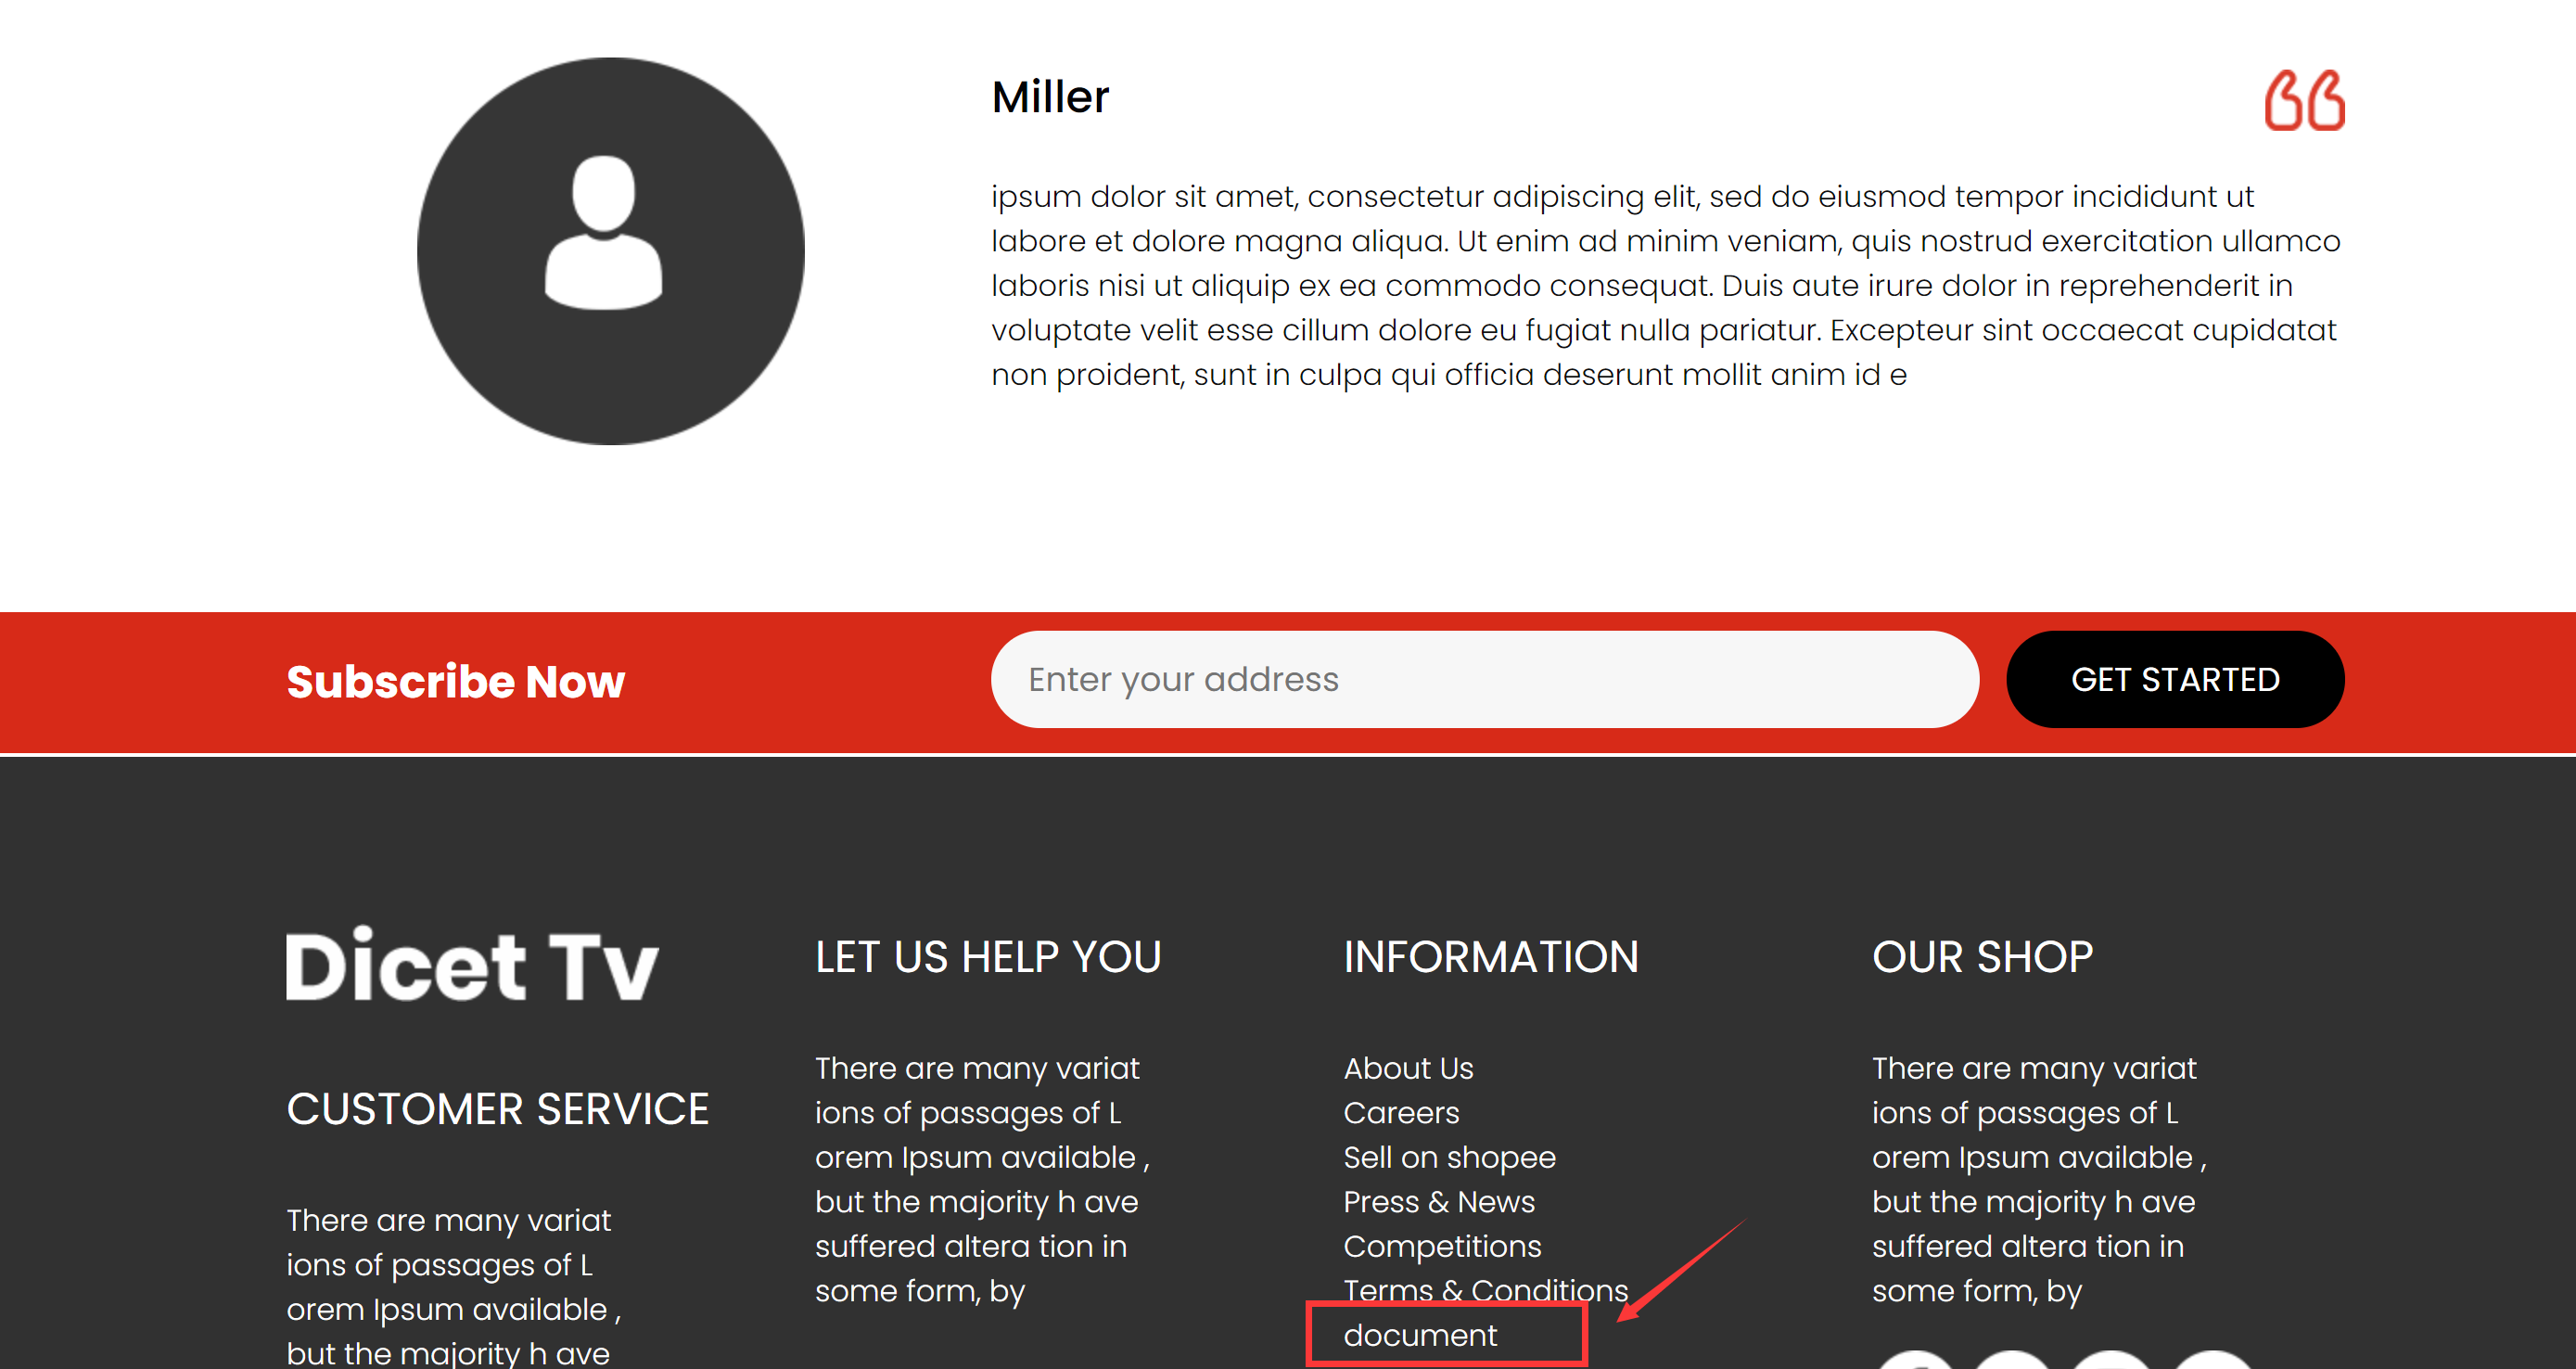 Miller
ipsum dolor sit amet, consectetur adipiscing elit, sed do eiusmod tempor incididunt ut
labore et dolore magna aliqua. Ut enim ad minim veniam, quis nostrud exercitation ullamco
laboris nisi ut aliquip ex ea commodo consequat. Duis aute irure dolor in reprehenderit in
voluptate velit esse cillum dolore eu fugiat nulla pariatur. Excepteur sint occaecat cupidatat
non proident, sunt in culpa qui officia deserunt mollit anim id e
Subscribe Now
Enter your address
GET STARTED
Dicet Tv
CUSTOMER SERVICE
There are many variat
ions of passages of L
orem Ipsum available ,
but the majority h ave
LET US HELP YOU
There are many variat
ions of passages of L
orem Ipsum available ,
but the majority h ave
suffered altera tion in
some form, by
INFORMATION
About Us
Careers
Sell on shopee
Press & News
Competitions
Terms & Conditions
document
OUR SHOP
There are many variat
ions of passages of L
orem Ipsum available ,
but the majority h ave
suffered altera tion in
some form, by